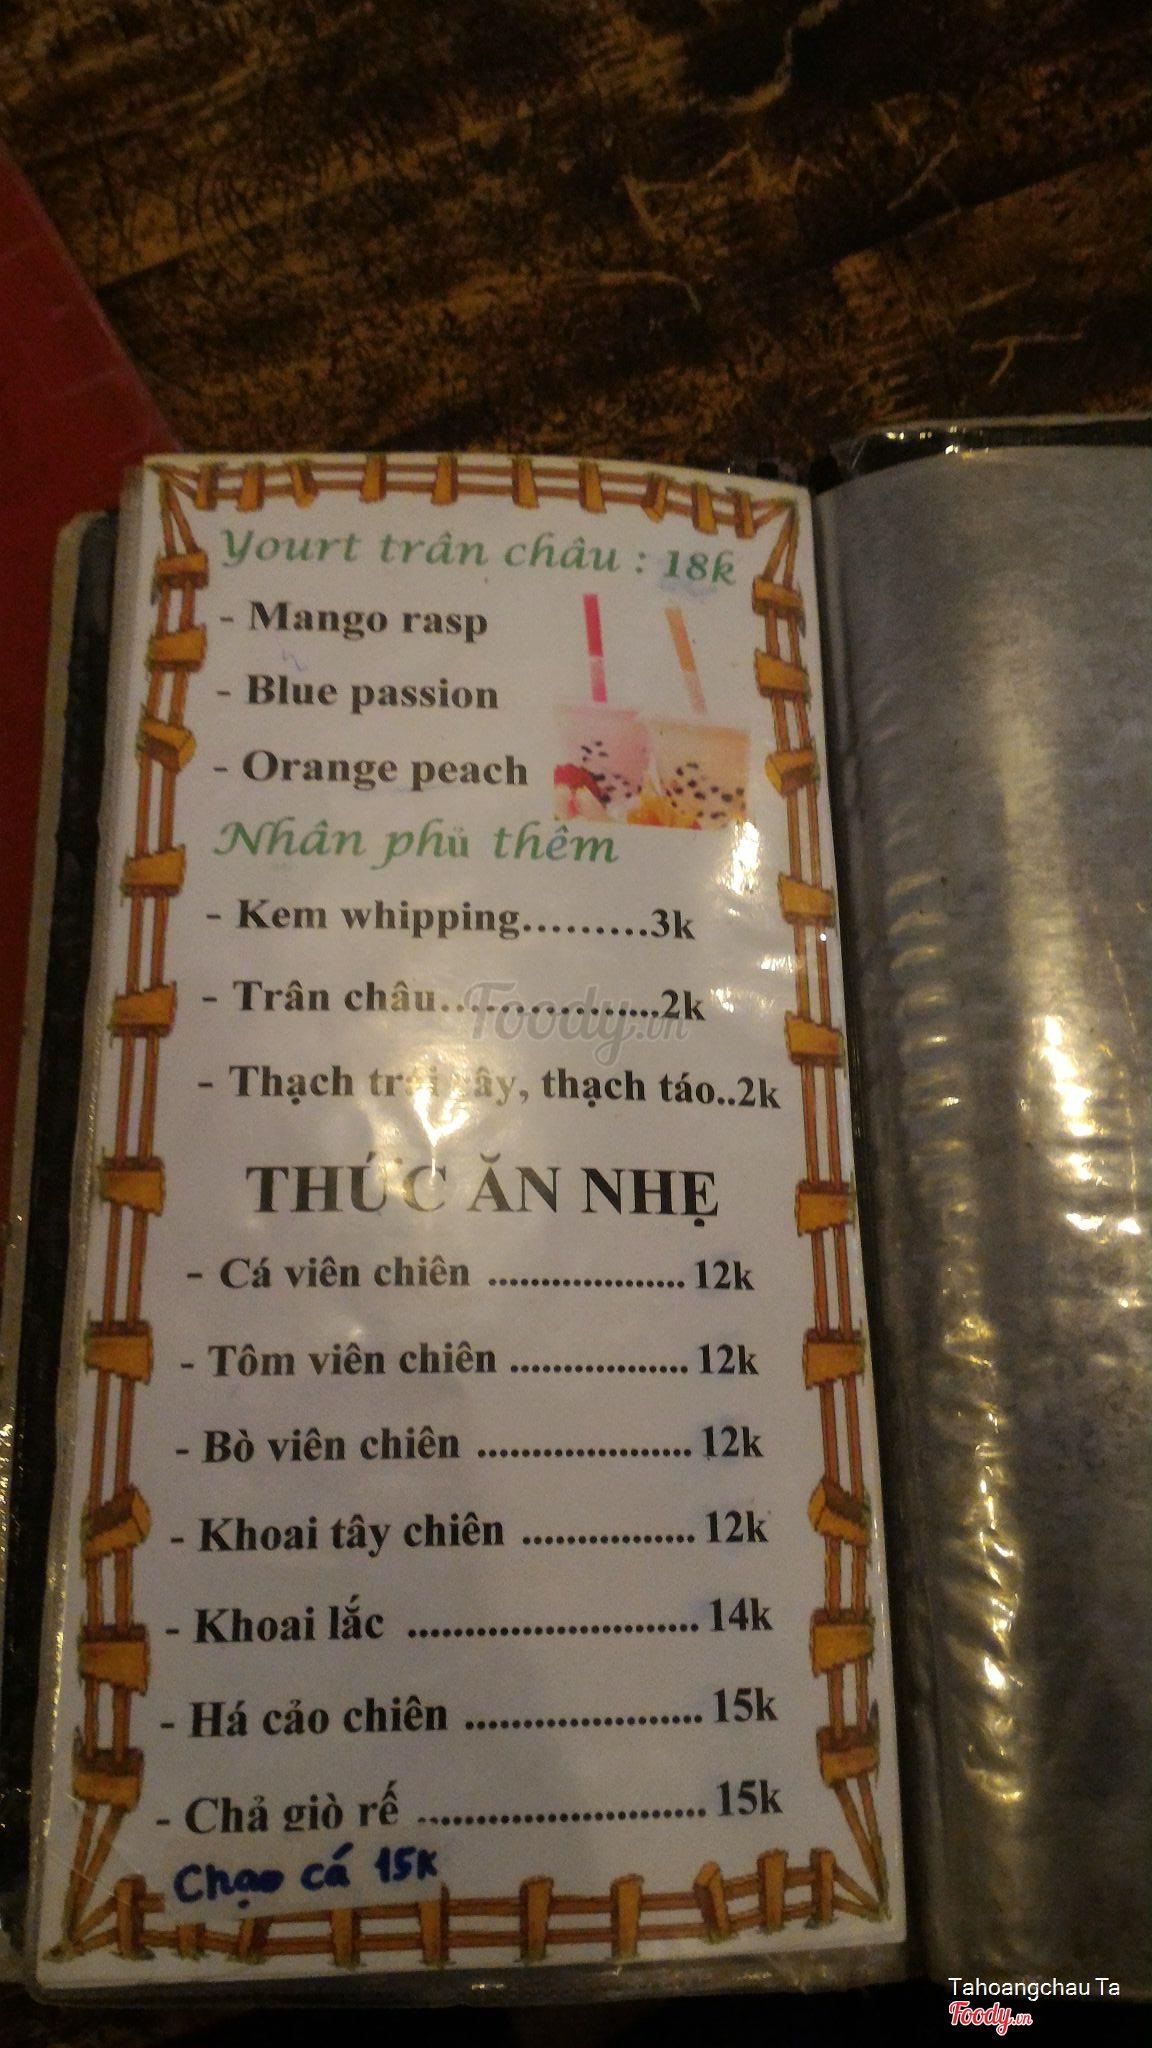 Yourt trân châu : 18k
- Mango rasp
- Blue passion
- Orange peach
Nhân phủ thêm
- Kem whipping.........3k
- Trân châu..................2k
- Thạch trái cây, thạch táo..2k
Foody.vn
THỨC ĂN NHẸ
- Cá viên chiên ................... 12k
- Tôm viên chiên ................. 12k
- Bò viên chiên .................... 12k
- Khoai tây chiên ................ 12k
- Khoai lắc ........................... 14k
- Há cảo chiên ...................... 15k
- Chả giò rế ........................... 15k
Chạo cá 15K
Tahoangchau Ta
Foody.vn